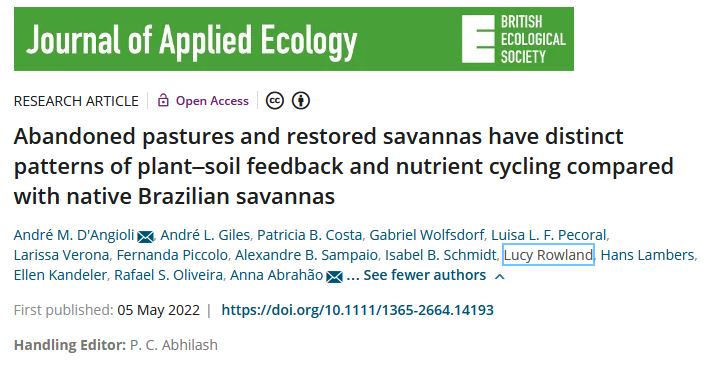 Journal of Applied Ecology
BRITISH
ECOLOGICAL
SOCIETY
RESEARCH ARTICLE Open Access cc
Abandoned pastures and restored savannas have distinct
patterns of plant–soil feedback and nutrient cycling compared
with native Brazilian savannas
André M. D'Angioli, André L. Giles, Patricia B. Costa, Gabriel Wolfsdorf, Luisa L. F. Pecoral,
Larissa Verona, Fernanda Piccolo, Alexandre B. Sampaio, Isabel B. Schmidt, Lucy Rowland, Hans Lambers,
Ellen Kandeler, Rafael S. Oliveira, Anna Abrahão ... See fewer authors
First published: 05 May 2022 | https://doi.org/10.1111/1365-2664.14193
Handling Editor: P. C. Abhilash